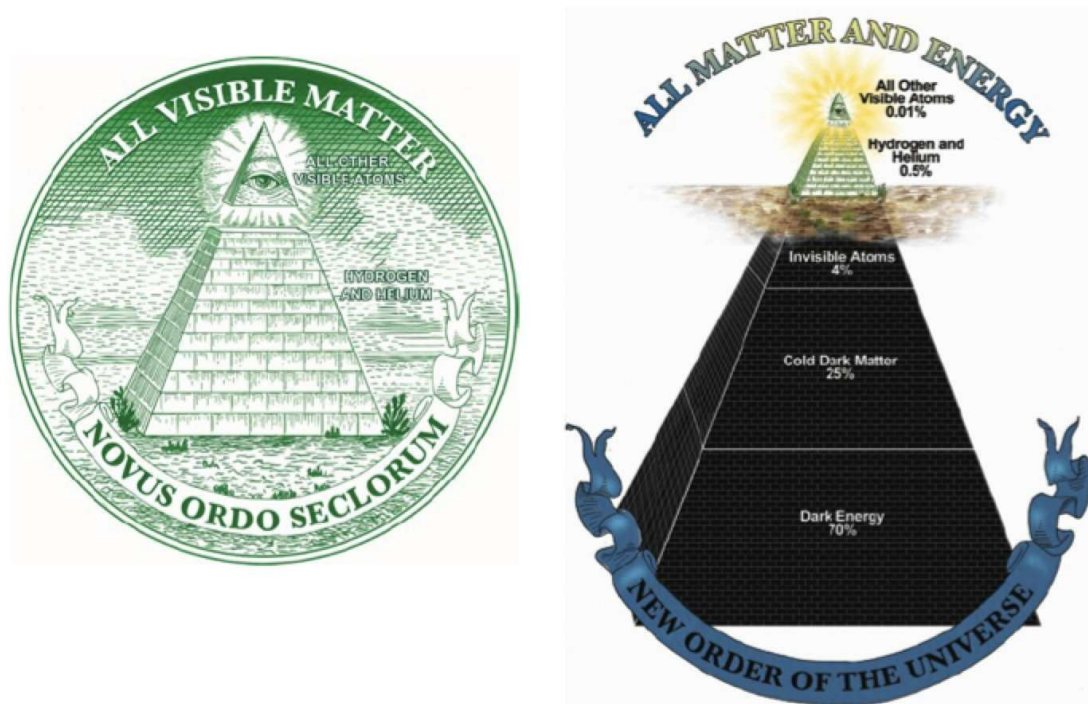 ALL VISIBLE MATTER
ALL OTHER
VISIBLE ATOMS
HYDROGEN
AND HELIUM
NOVUS ORDO SECLORUM
ALL MATTER AND ENERGY
All Other
Visible Atoms
0.01%
Hydrogen and
Helium
0.5%
Invisible Atoms
4%
Cold Dark Matter
25%
Dark Energy
70%
NEW ORDER OF THE UNIVERSE